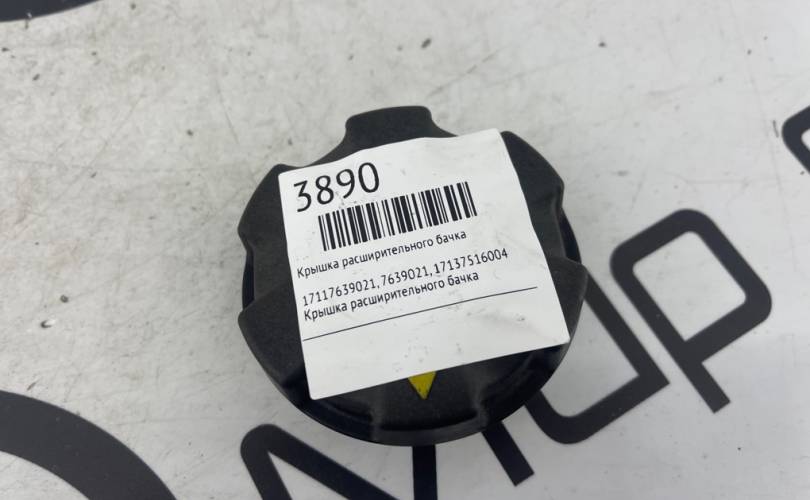 3890
Крышка расширительного бачка
17117639021,7639021,17137516004
Крышка расширительного бачка